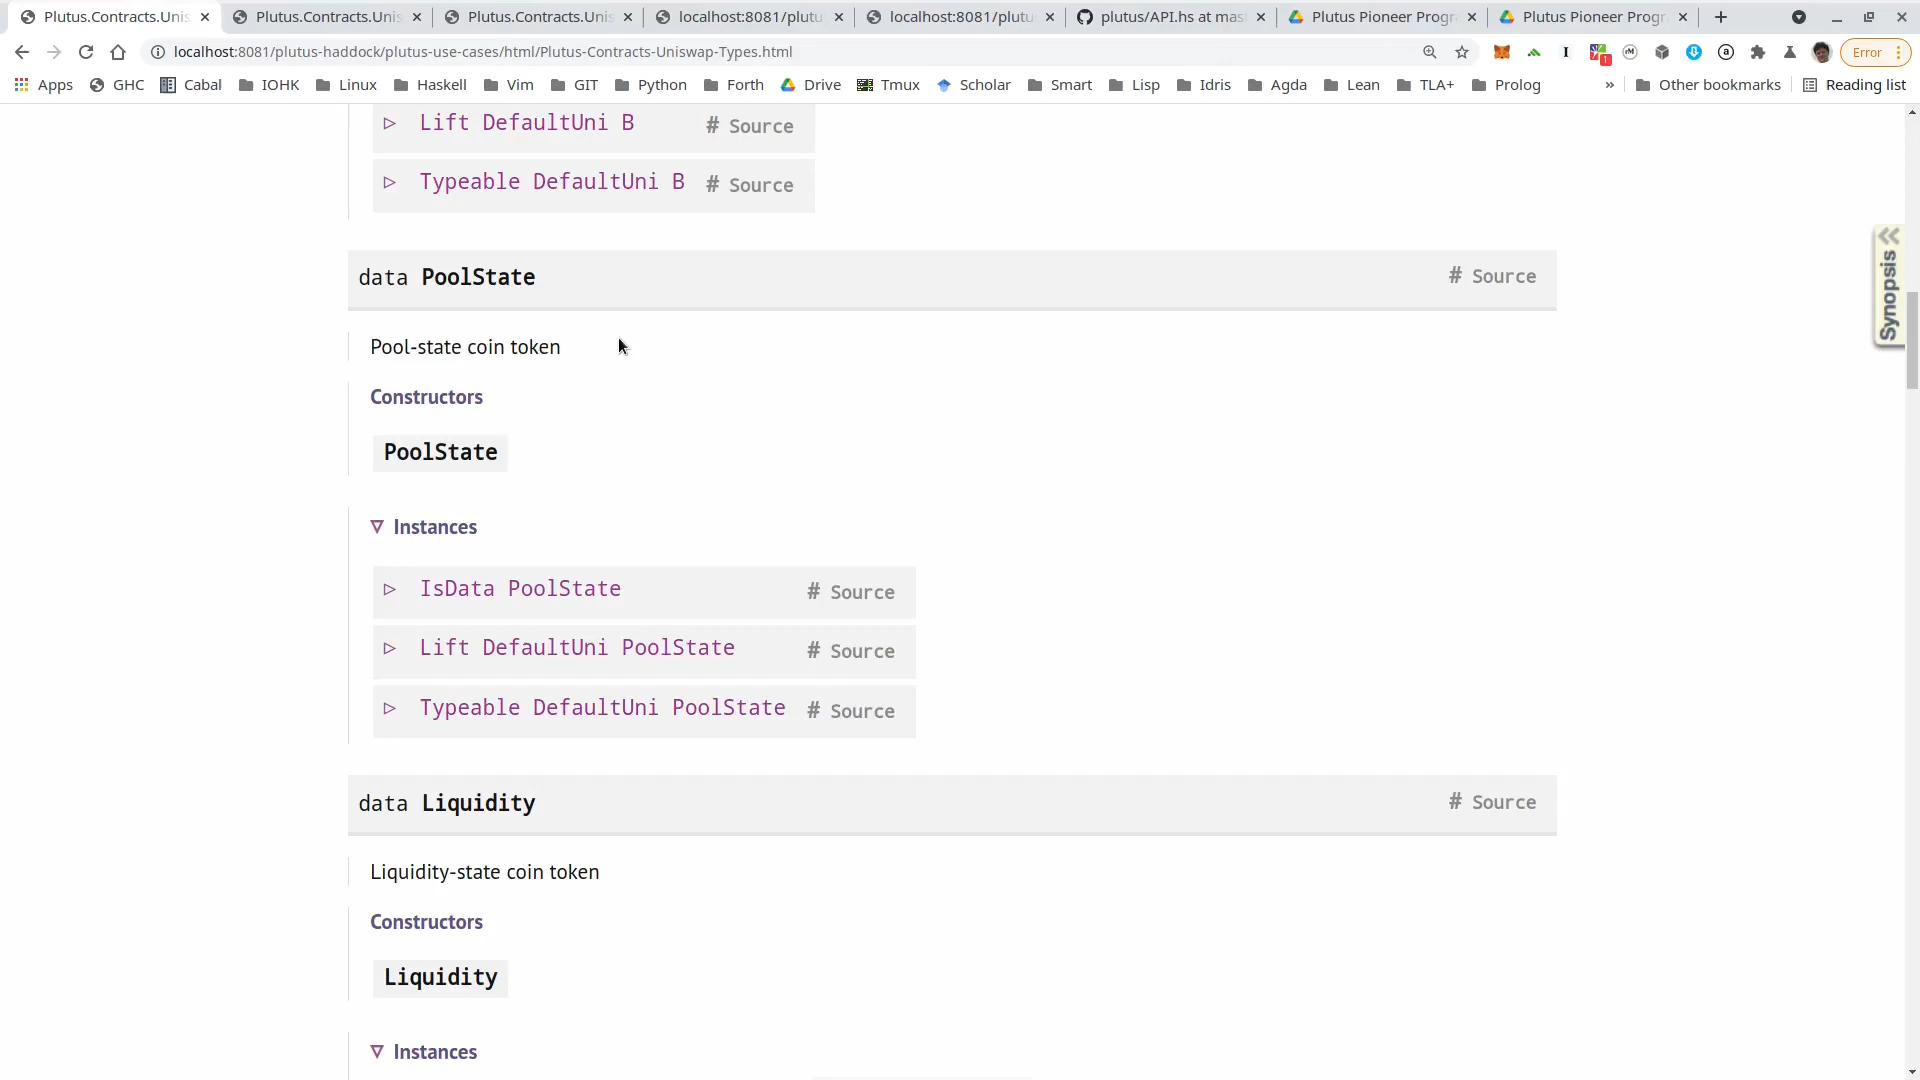 Plutus.Contracts.Unis
Plutus.Contracts.Unis
Plutus.Contracts.Unis
localhost:8081/plutu
localhost:8081/plutu
plutus/API.hs at mas
Plutus Pioneer Progr
Plutus Pioneer Progr
localhost:8081/plutus-haddock/plutus-use-cases/html/Plutus-Contracts-Uniswap-Types.html
Error
Apps GHC Cabal IOHK Linux Haskell Vim GIT Python Forth Drive Tmux Scholar Smart Lisp Idris Agda Lean TLA+ Prolog » Other bookmarks Reading list
Lift DefaultUni B # Source
Typeable DefaultUni B # Source
data PoolState # Source
Synopsis
Pool-state coin token
Constructors
PoolState
Instances
IsData PoolState # Source
Lift DefaultUni PoolState # Source
Typeable DefaultUni PoolState # Source
data Liquidity # Source
Liquidity-state coin token
Constructors
Liquidity
Instances